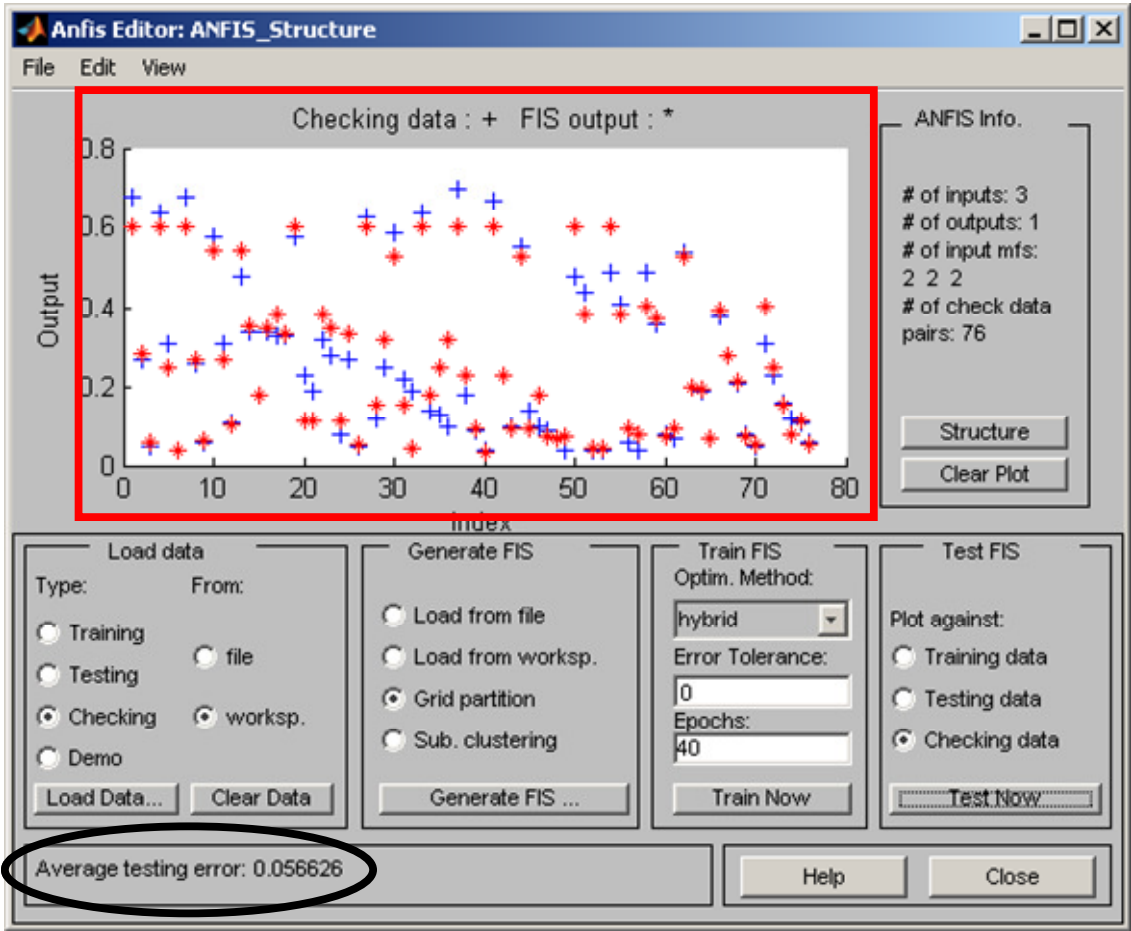 Anfis Editor: ANFIS_Structure
File Edit View
Checking data : + FIS output : *
0.8
0.6
0.4
0.2
0
Output
0 10 20 30 40 50 60 70 80
Index
ANFIS Info.
# of inputs: 3
# of outputs: 1
# of input mfs:
2 2 2
# of check data
pairs: 76
Structure
Clear Plot
Load data
Type: From:
Training
Testing
Checking
Demo
file
worksp.
Load Data... Clear Data
Generate FIS
Load from file
Load from worksp.
Grid partition
Sub. clustering
Generate FIS ...
Train FIS
Optim. Method:
hybrid
Error Tolerance:
0
Epochs:
40
Train Now
Test FIS
Plot against:
Training data
Testing data
Checking data
Test Now
Average testing error: 0.056626
Help Close